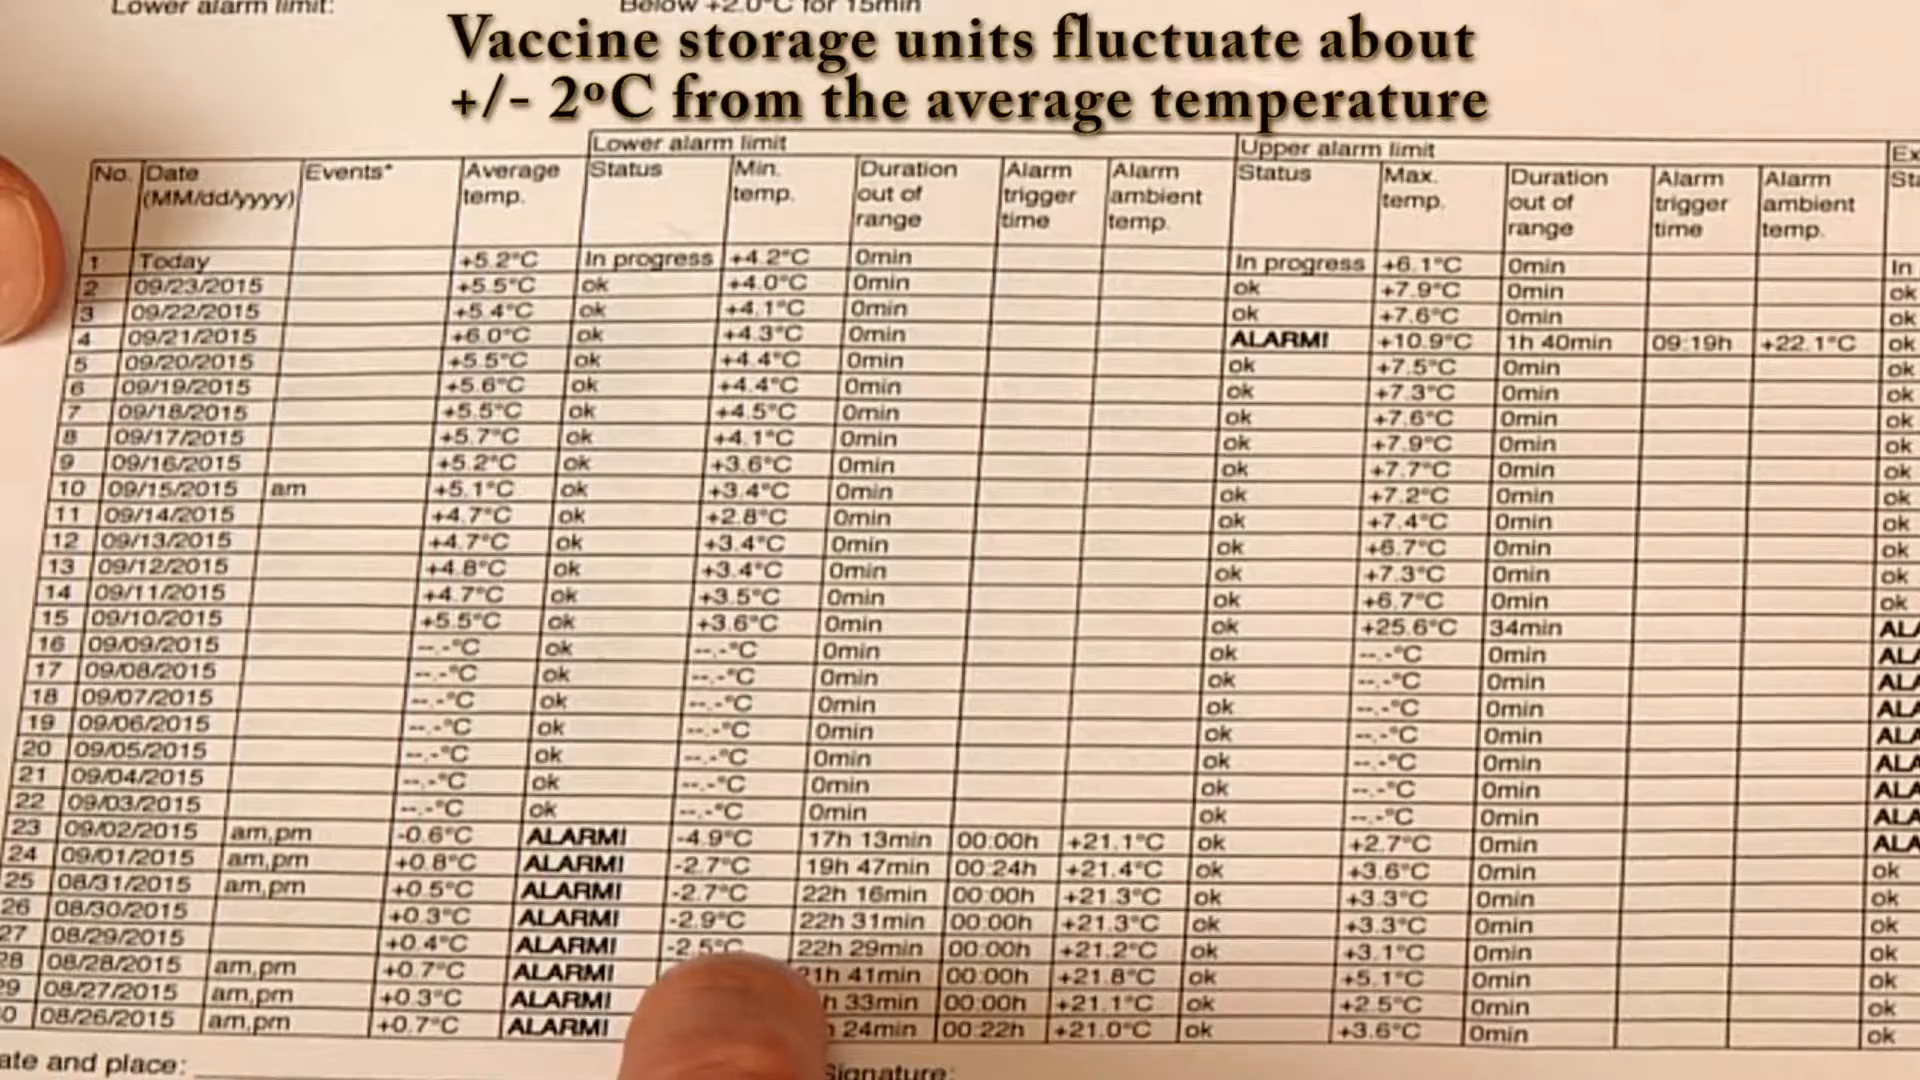 Lower alarm limit: Below +2.0°C for 15min
Vaccine storage units fluctuate about
+/- 2°C from the average temperature
Lower alarm limit Upper alarm limit Ex
No. Date (MM/dd/yyyy) Events* Average temp. Status Min. temp. Duration out of range Alarm trigger time Alarm ambient temp. Status Max. temp. Duration out of range Alarm trigger time Alarm ambient temp. Sta
1 Today +5.2°C In progress +4.2°C 0min In progress +6.1°C 0min In
2 09/23/2015 +5.5°C ok +4.0°C 0min ok +7.9°C 0min ok
3 09/22/2015 +5.4°C ok +4.1°C 0min ok +7.6°C 0min ok
4 09/21/2015 +6.0°C ok +4.3°C 0min ALARM! +10.9°C 1h 40min 09:19h +22.1°C ok
5 09/20/2015 +5.5°C ok +4.4°C 0min ok +7.5°C 0min ok
6 09/19/2015 +5.6°C ok +4.4°C 0min ok +7.3°C 0min ok
7 09/18/2015 +5.5°C ok +4.5°C 0min ok +7.6°C 0min ok
8 09/17/2015 +5.7°C ok +4.1°C 0min ok +7.9°C 0min ok
9 09/16/2015 +5.2°C ok +3.6°C 0min ok +7.7°C 0min ok
10 09/15/2015 am +5.1°C ok +3.4°C 0min ok +7.2°C 0min ok
11 09/14/2015 +4.7°C ok +2.8°C 0min ok +7.4°C 0min ok
12 09/13/2015 +4.7°C ok +3.4°C 0min ok +6.7°C 0min ok
13 09/12/2015 +4.8°C ok +3.4°C 0min ok +7.3°C 0min ok
14 09/11/2015 +4.7°C ok +3.5°C 0min ok +6.7°C 0min ok
15 09/10/2015 +5.5°C ok +3.6°C 0min ok +25.6°C 34min ALA
16 09/09/2015 --.-°C ok --.-°C 0min ok --.-°C 0min ALA
17 09/08/2015 --.-°C ok --.-°C 0min ok --.-°C 0min ALA
18 09/07/2015 --.-°C ok --.-°C 0min ok --.-°C 0min ALA
19 09/06/2015 --.-°C ok --.-°C 0min ok --.-°C 0min ALA
20 09/05/2015 --.-°C ok --.-°C 0min ok --.-°C 0min ALA
21 09/04/2015 --.-°C ok --.-°C 0min ok --.-°C 0min ALA
22 09/03/2015 --.-°C ok --.-°C 0min ok --.-°C 0min ALA
23 09/02/2015 am,pm -0.6°C ALARM! -4.9°C 17h 13min 00:00h +21.1°C ok +2.7°C 0min ALA
24 09/01/2015 am,pm +0.8°C ALARM! -2.7°C 19h 47min 00:24h +21.4°C ok +3.6°C 0min ok
25 08/31/2015 am,pm +0.5°C ALARM! -2.7°C 22h 16min 00:00h +21.3°C ok +3.3°C 0min ok
26 08/30/2015 +0.3°C ALARM! -2.9°C 22h 31min 00:00h +21.3°C ok +3.3°C 0min ok
27 08/29/2015 +0.4°C ALARM! -2.5°C 22h 29min 00:00h +21.2°C ok +3.1°C 0min ok
28 08/28/2015 am,pm +0.7°C ALARM! 21h 41min 00:00h +21.8°C ok +5.1°C 0min ok
9 08/27/2015 am,pm +0.3°C ALARM! h 33min 00:00h +21.1°C ok +2.5°C 0min ok
0 08/26/2015 am,pm +0.7°C ALARM! 24min 00:22h +21.0°C ok +3.6°C 0min ok
ate and place: Signature: